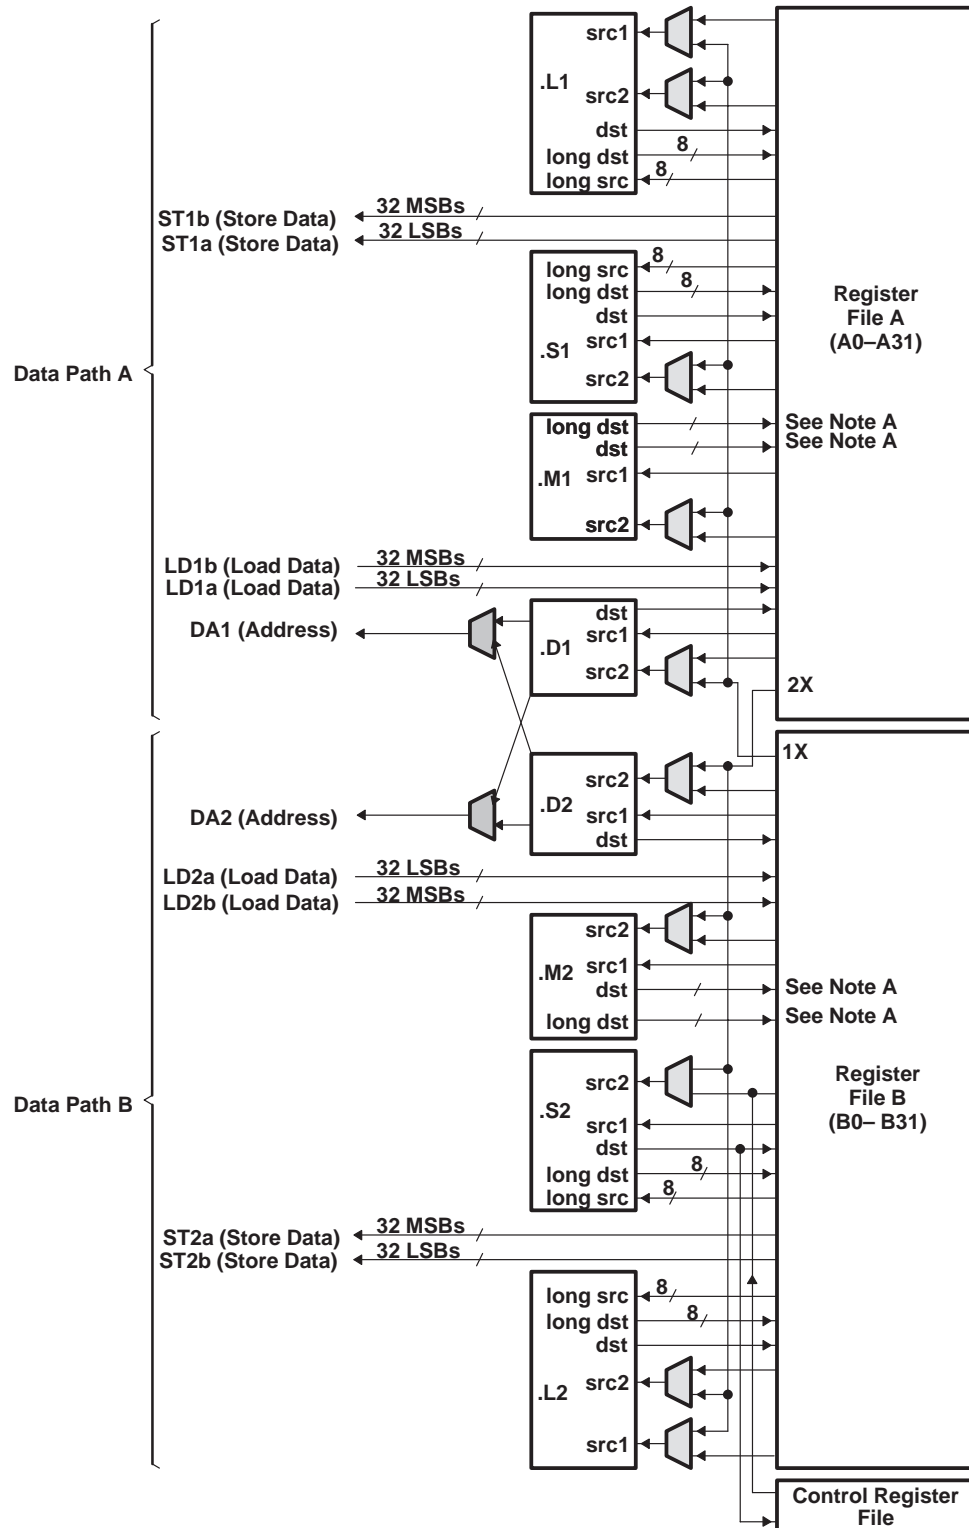 src1
.L1
src2
dst
8
long dst
8
long src
32 MSBs
ST1b (Store Data)
32 LSBs
ST1a (Store Data)
8
long src
8
long dst
dst
Register
File A
(A0–A31)
.S1
src1
src2
Data Path A
long dst
See Note A
dst
See Note A
.M1
src1
src2
32 MSBs
LD1b (Load Data)
32 LSBs
LD1a (Load Data)
dst
DA1 (Address)
src1
.D1
src2
2X
1X
src2
.D2
src1
DA2 (Address)
dst
32 LSBs
LD2a (Load Data)
32 MSBs
LD2b (Load Data)
src2
src1
.M2
dst
See Note A
long dst
See Note A
src2
Register
File B
(B0– B31)
Data Path B
.S2
src1
dst
8
long dst
8
long src
32 MSBs
ST2a (Store Data)
32 LSBs
ST2b (Store Data)
8
long src
8
long dst
dst
src2
.L2
src1
Control Register
File